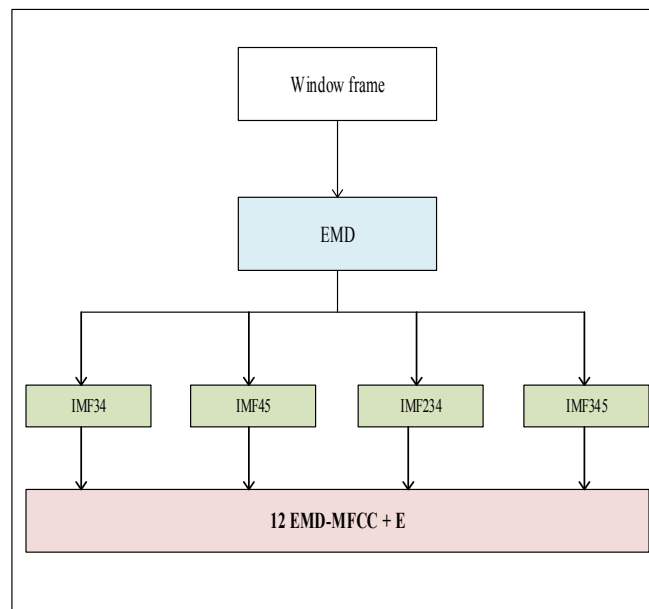 Window frame
EMD
IMF34
IMF45
IMF234
IMF345
12 EMD-MFCC + E